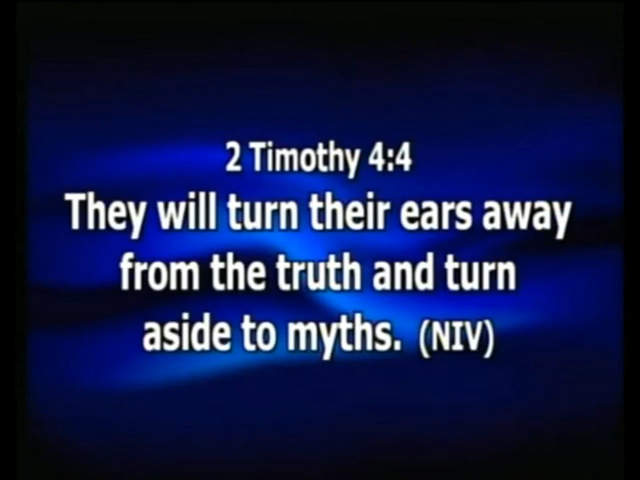 2 Timothy 4:4
They will turn their ears away
from the truth and turn
aside to myths. (NIV)